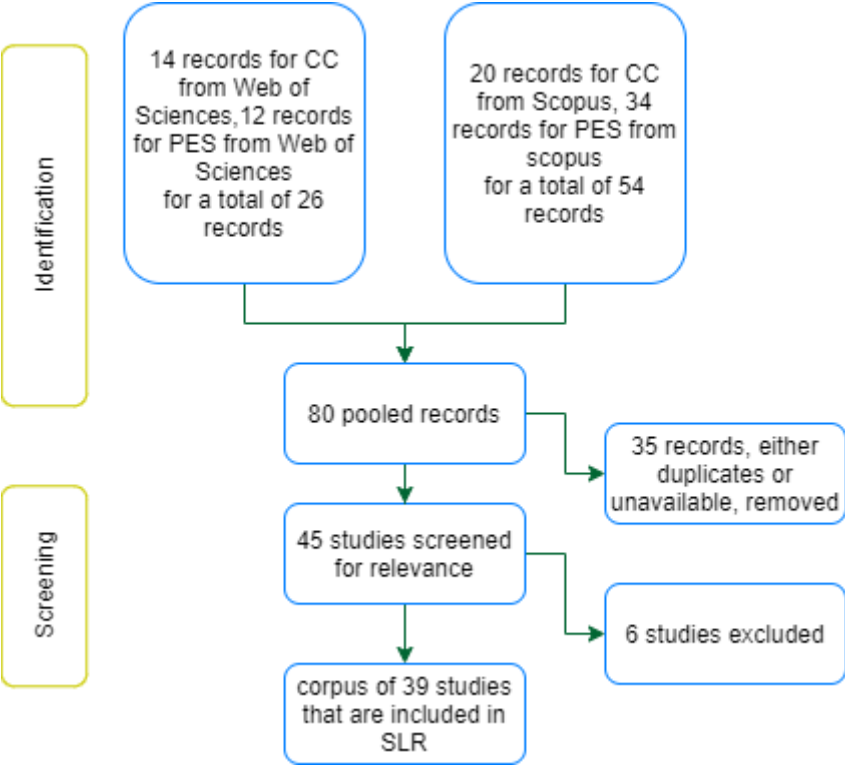 Identification
14 records for CC
from Web of
Sciences,12 records
for PES from Web of
Sciences
for a total of 26
records
20 records for CC
from Scopus, 34
records for PES from
scopus
for a total of 54
records
80 pooled records
35 records, either
duplicates or
unavailable, removed
Screening
45 studies screened
for relevance
6 studies excluded
corpus of 39 studies
that are included in
SLR